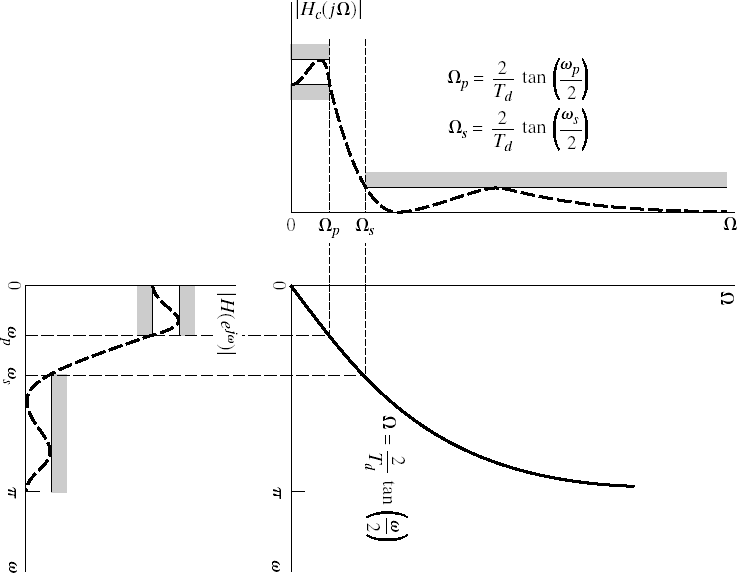 |H_c(jΩ)|
Ω_p = 2/T_d tan (ω_p/2)
Ω_s = 2/T_d tan (ω_s/2)
0 Ω_p Ω_s Ω
0 |H(e^{jω})| 0 Ω
ω_p
ω_s
Ω = 2/T_d tan (ω/2)
π π
ω ω